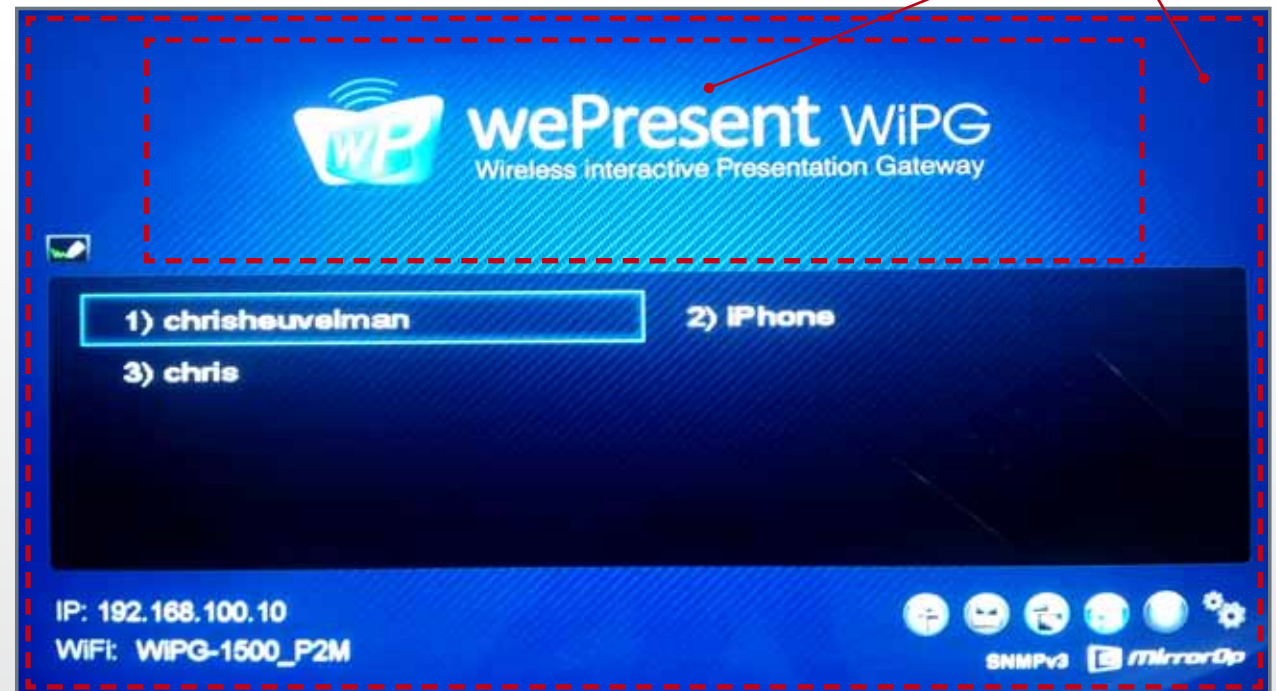 WP
wePresent WiPG
Wireless interactive Presentation Gateway
1) chrisheuvelman
2) iPhone
3) chris
IP: 192.168.100.10
WiFi: WiPG-1500_P2M
SNMPv3 MirrorOp